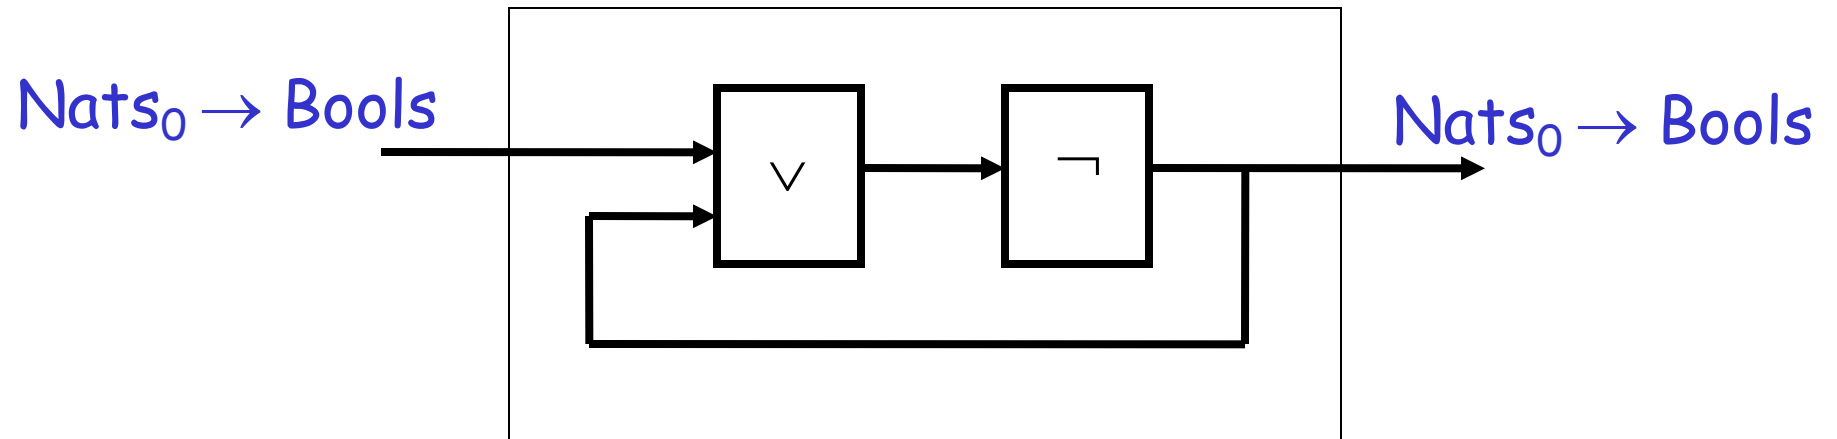 Nats₀ → Bools
Nats₀ → Bools
∨
¬